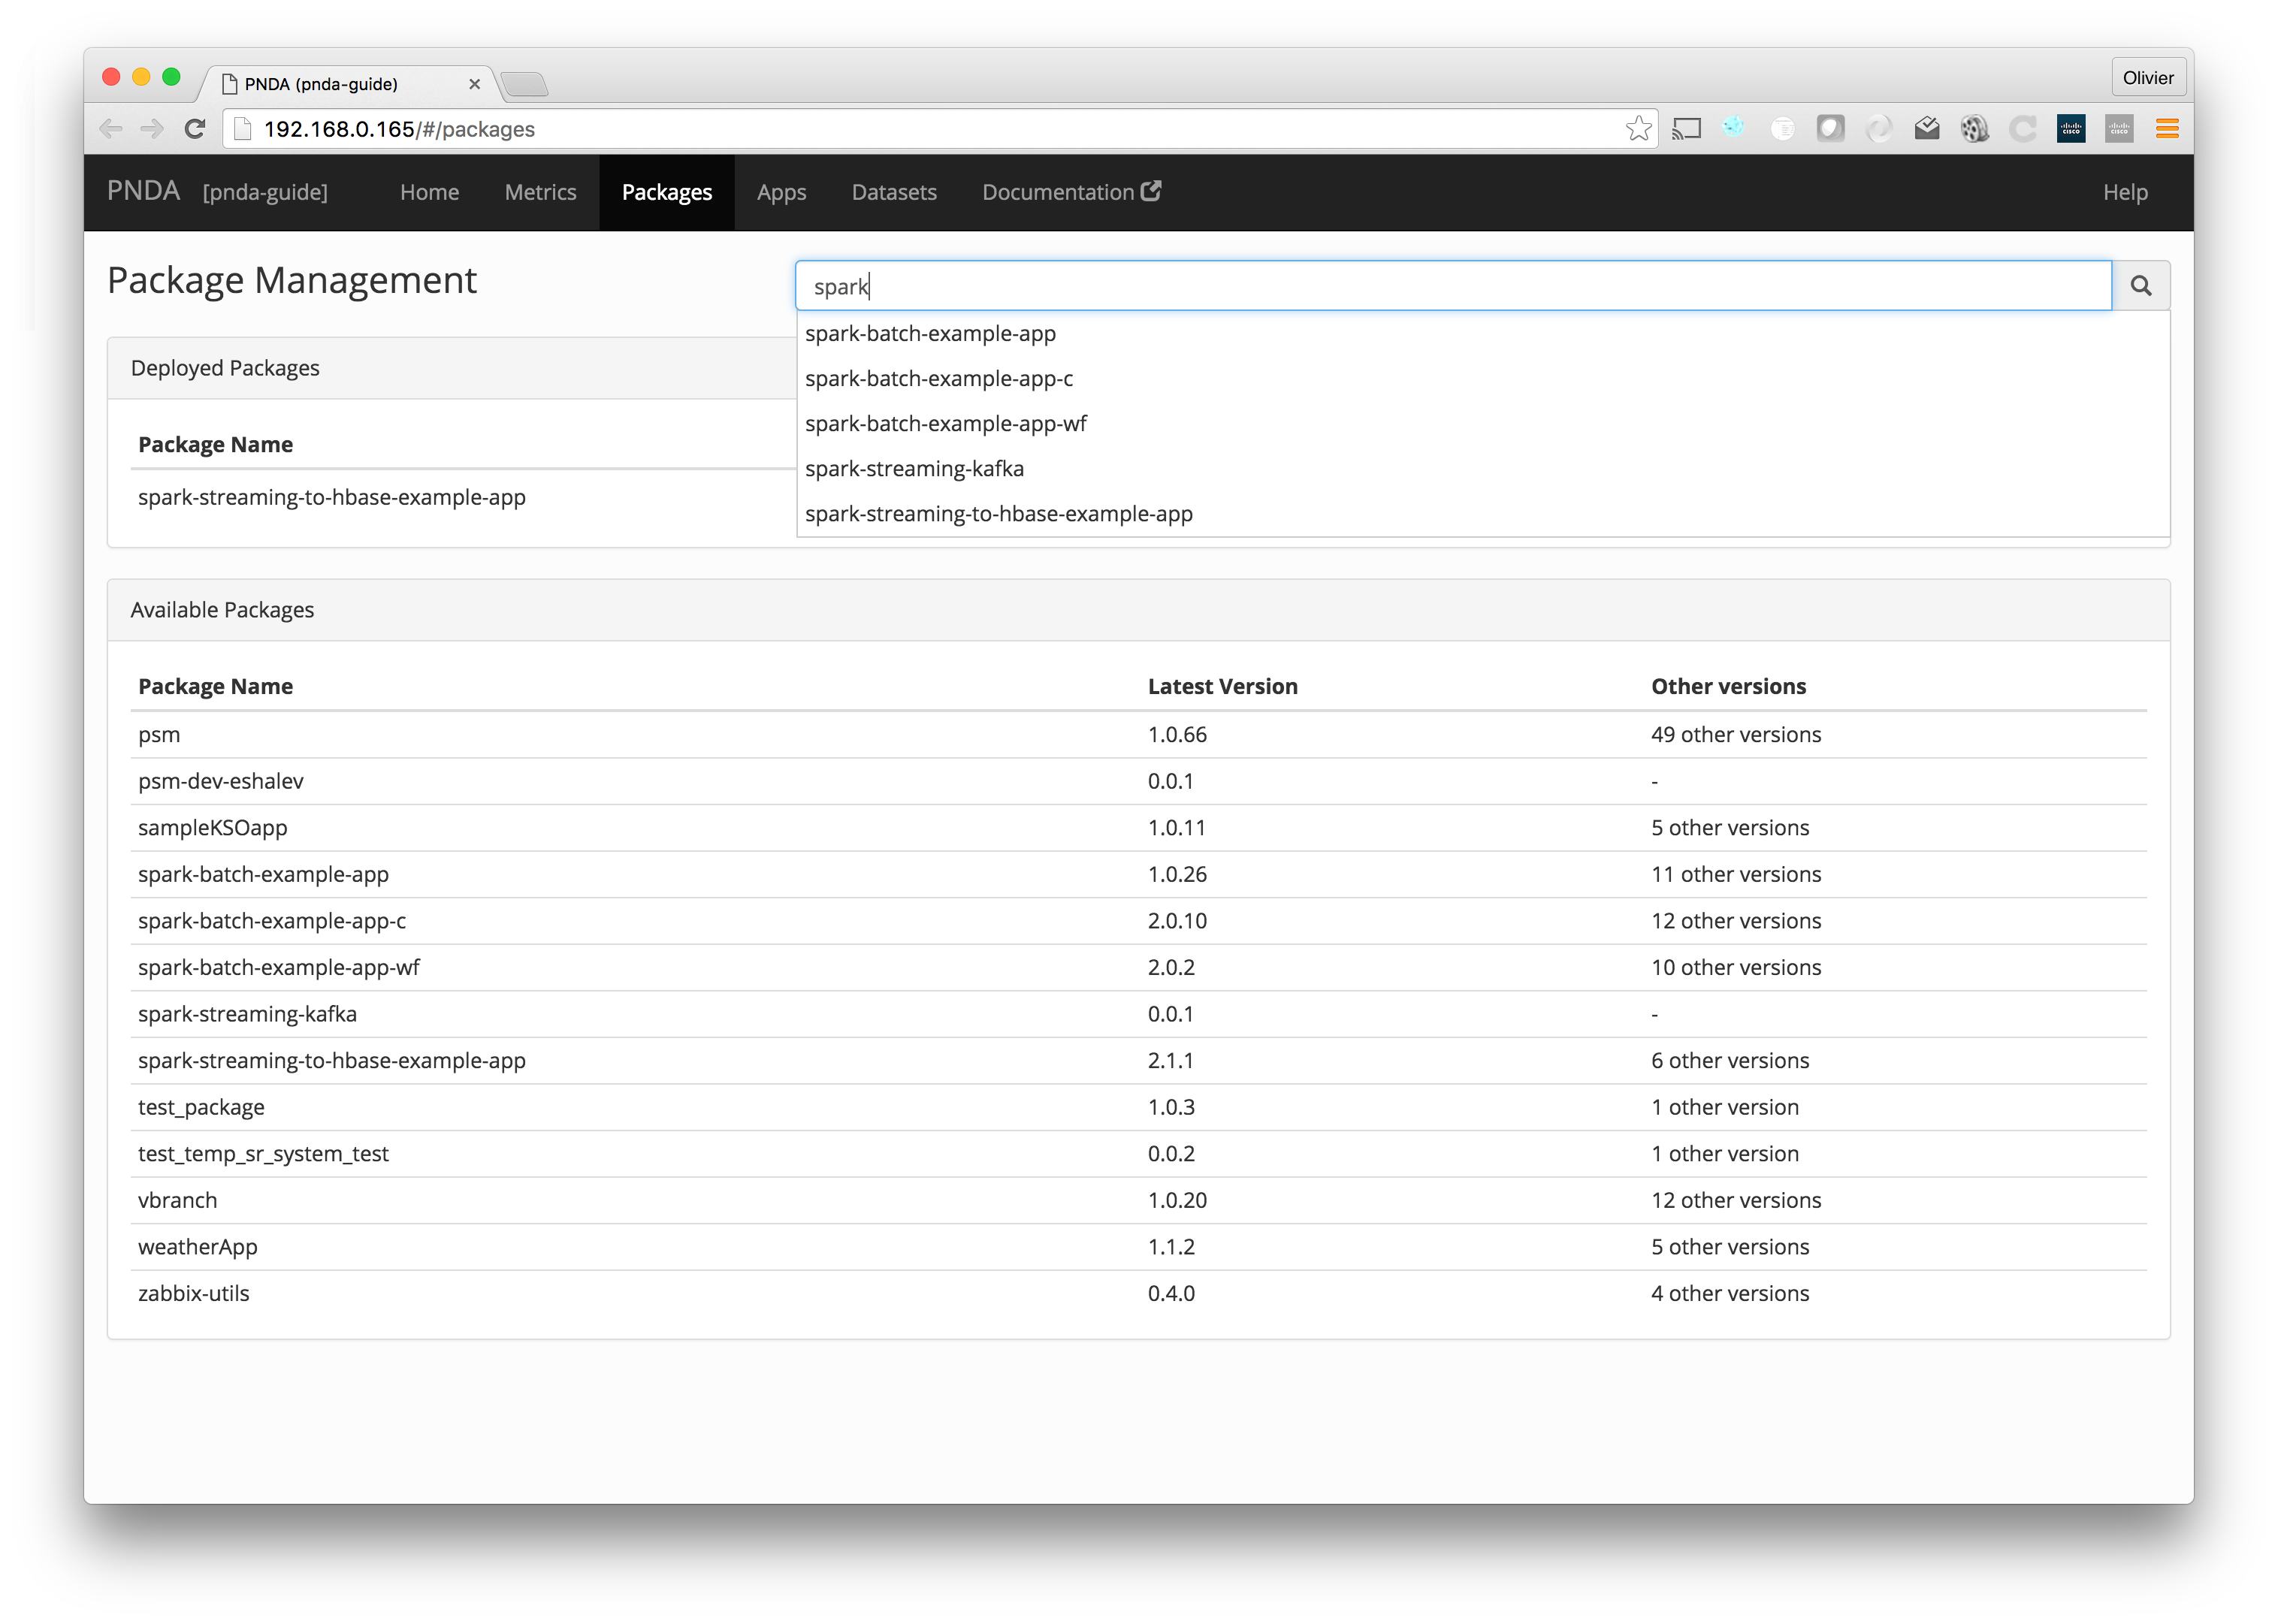 PNDA (pnda-guide)
Olivier
192.168.0.165/#/packages
CISCO CISCO
PNDA [pnda-guide] Home Metrics Packages Apps Datasets Documentation Help
Package Management
spark
spark-batch-example-app
spark-batch-example-app-c
spark-batch-example-app-wf
spark-streaming-kafka
spark-streaming-to-hbase-example-app
Deployed Packages
Package Name
spark-streaming-to-hbase-example-app
Available Packages
Package Name Latest Version Other versions
psm 1.0.66 49 other versions
psm-dev-eshalev 0.0.1 -
sampleKSOapp 1.0.11 5 other versions
spark-batch-example-app 1.0.26 11 other versions
spark-batch-example-app-c 2.0.10 12 other versions
spark-batch-example-app-wf 2.0.2 10 other versions
spark-streaming-kafka 0.0.1 -
spark-streaming-to-hbase-example-app 2.1.1 6 other versions
test_package 1.0.3 1 other version
test_temp_sr_system_test 0.0.2 1 other version
vbranch 1.0.20 12 other versions
weatherApp 1.1.2 5 other versions
zabbix-utils 0.4.0 4 other versions